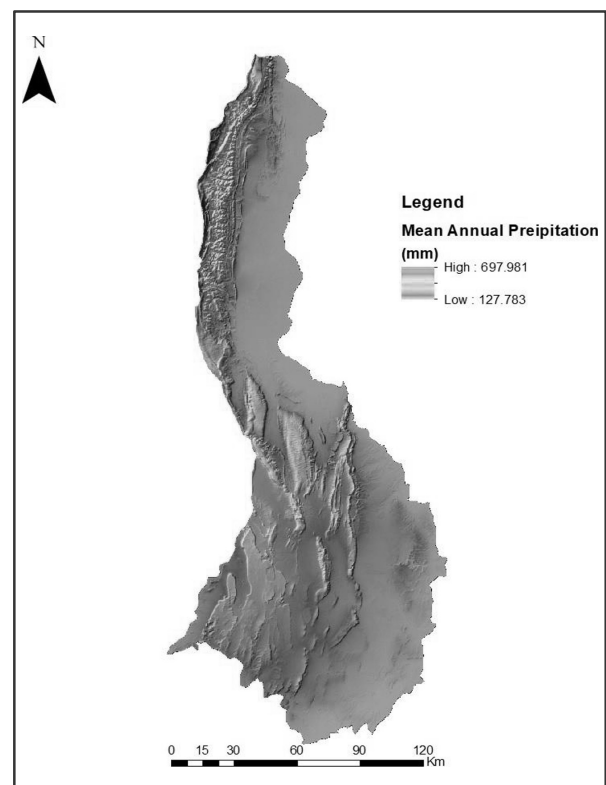 N
Legend
Mean Annual Preipitation
(mm)
High : 697.981
Low : 127.783
0 15 30 60 90 120
Km